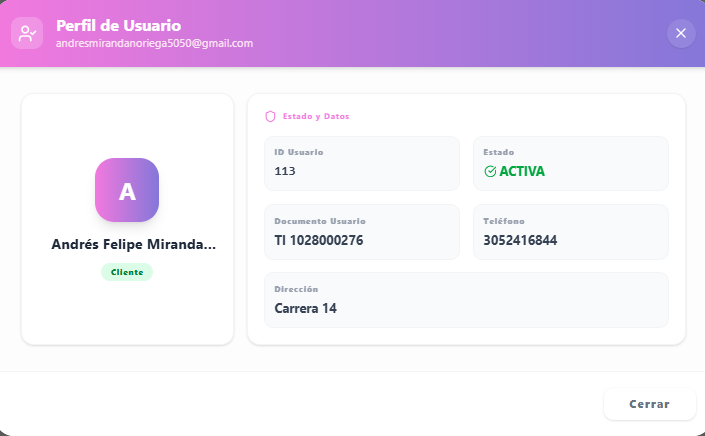 Perfil de Usuario
andresmirandanoriega5050@gmail.com
A
Andrés Felipe Miranda...
Cliente
Estado y Datos
ID Usuario
113
Estado
ACTIVA
Documento Usuario
TI 1028000276
Teléfono
3052416844
Dirección
Carrera 14
Cerrar